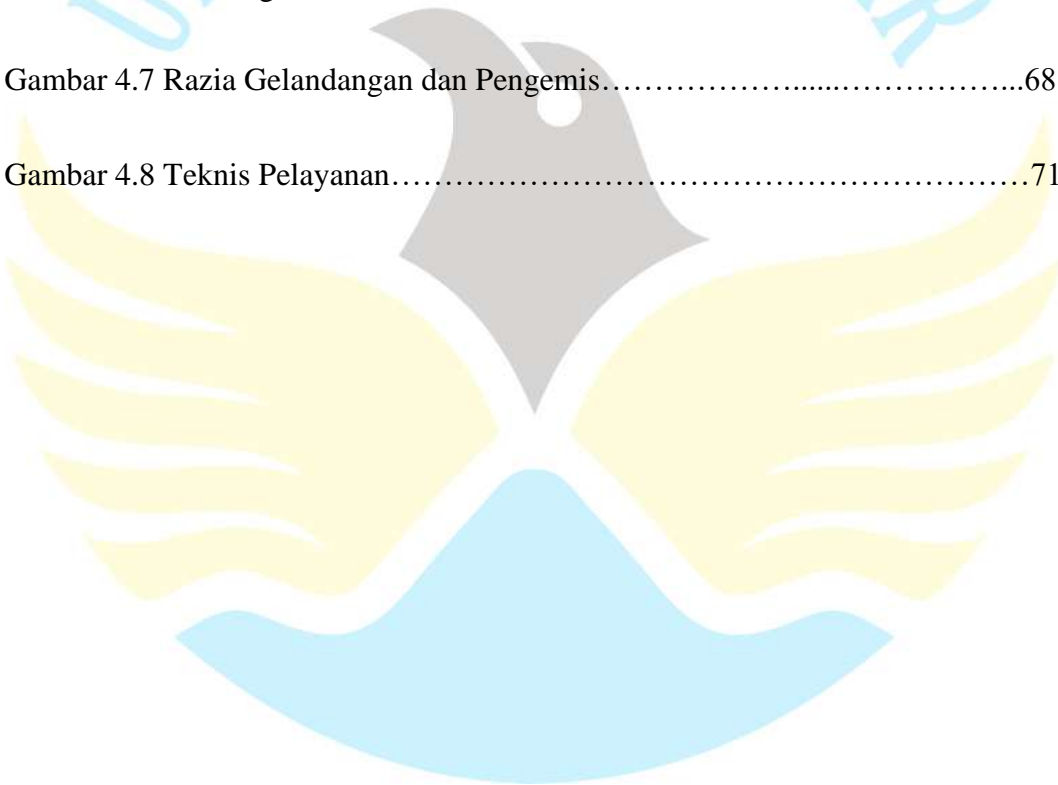 Gambar 4.7 Razia Gelandangan dan Pengemis………………......……………...68
Gambar 4.8 Teknis Pelayanan……………………………………………………71